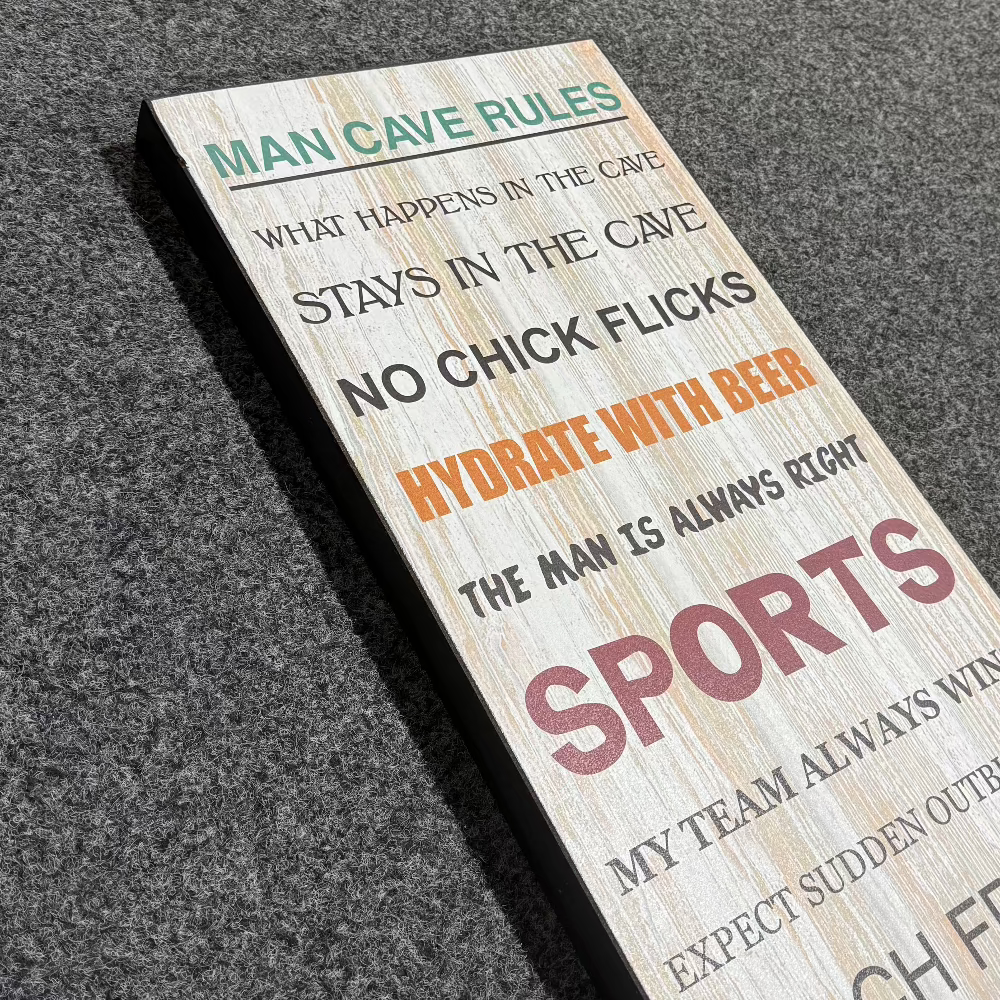 MAN CAVE RULES
WHAT HAPPENS IN THE CAVE
STAYS IN THE CAVE
NO CHICK FLICKS
HYDRATE WITH BEER
THE MAN IS ALWAYS RIGHT
SPORTS
MY TEAM ALWAYS WIN
EXPECT SUDDEN